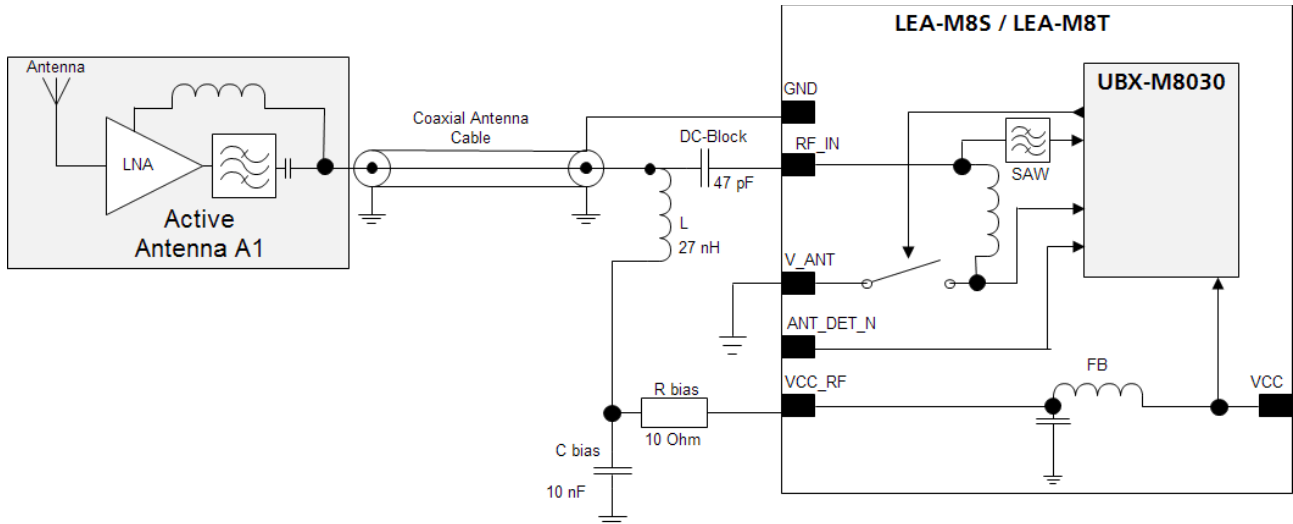 LEA-M8S / LEA-M8T
Antenna
LNA
Active
Antenna A1
Coaxial Antenna
Cable
DC-Block
47 pF
L
27 nH
GND
RF_IN
SAW
UBX-M8030
V_ANT
ANT_DET_N
VCC_RF
FB
VCC
R bias
10 Ohm
C bias
10 nF